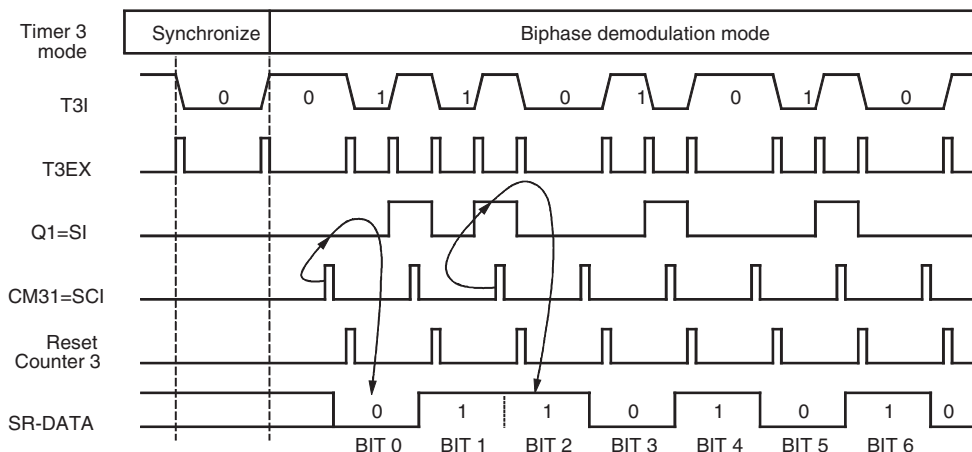 Timer 3
mode
Synchronize
Biphase demodulation mode
T3I
0 0 1 1 0 1 0 1 0
T3EX
Q1=SI
CM31=SCI
Reset
Counter 3
SR-DATA
0 1 1 0 1 0 1 0
BIT 0 BIT 1 BIT 2 BIT 3 BIT 4 BIT 5 BIT 6